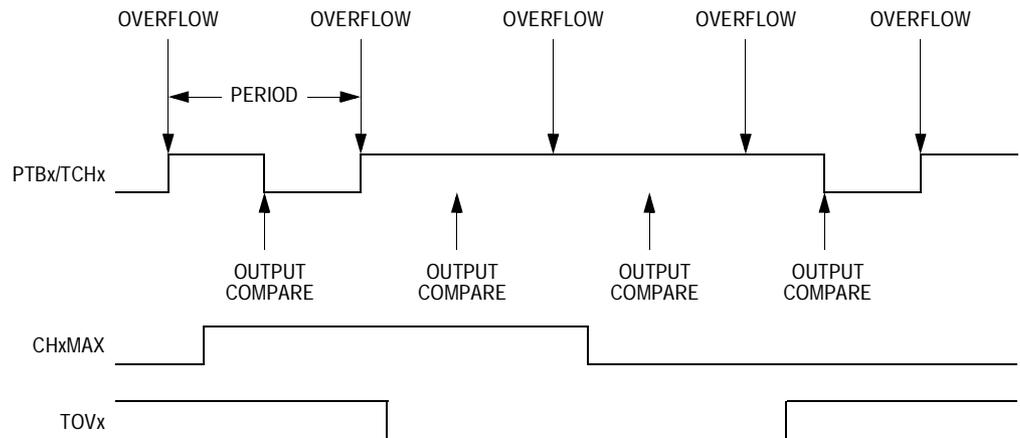 OVERFLOW OVERFLOW OVERFLOW OVERFLOW OVERFLOW
PERIOD
PTBx/TCHx
OUTPUT COMPARE
OUTPUT COMPARE
OUTPUT COMPARE
OUTPUT COMPARE
CHxMAX
TOVx